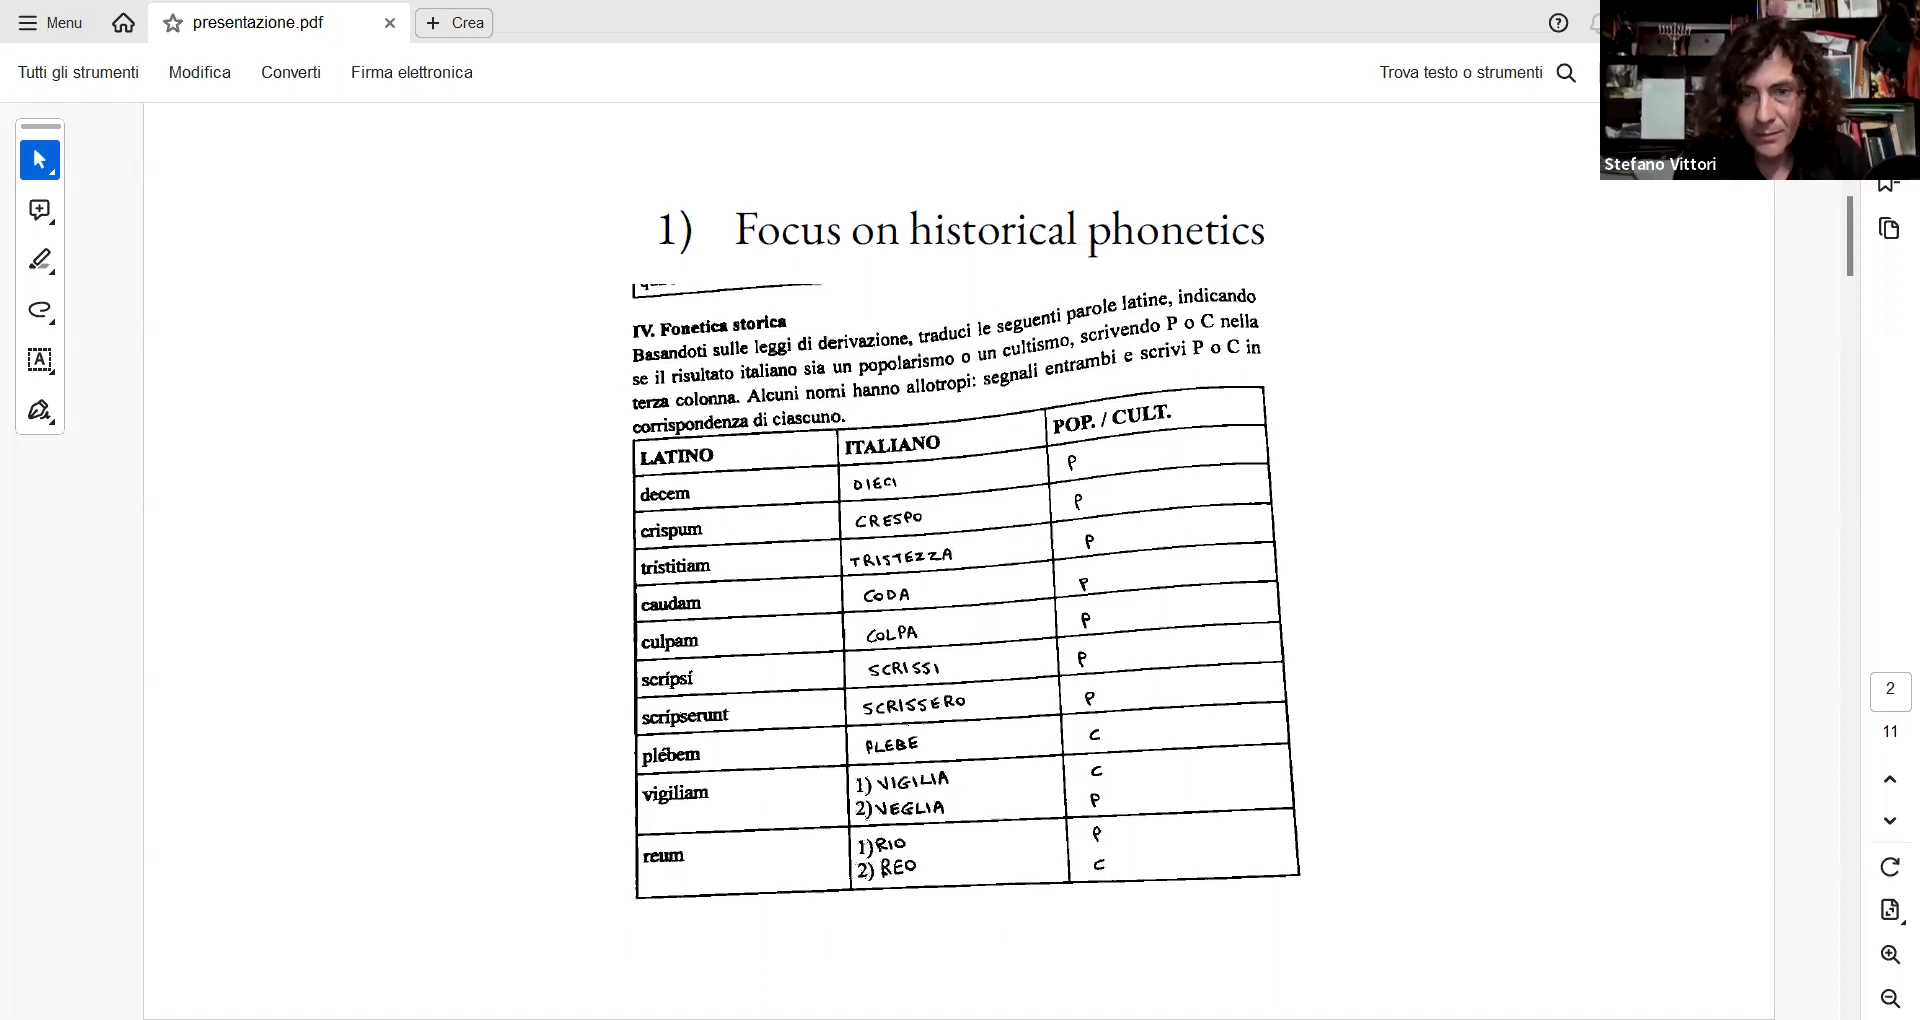 Menu
presentazione.pdf
Crea
Tutti gli strumenti
Modifica
Converti
Firma elettronica
Trova testo o strumenti
Stefano Vittori
1) Focus on historical phonetics
IV. Fonetica storica
Basandoti sulle leggi di derivazione, traduci le seguenti parole latine, indicando
se il risultato italiano sia un popolarismo o un cultismo, scrivendo P o C nella
terza colonna. Alcuni nomi hanno allotropi: segnali entrambi e scrivi P o C in
corrispondenza di ciascuno.
LATINO ITALIANO POP. / CULT.
decem DIECI P
crispum CRESPO P
tristitiam TRISTEZZA P
caudam CODA P
culpam COLPA P
scrípsí SCRISSI P
scrípserunt SCRISSERO P
plébem PLEBE C
vigiliam 1) VIGILIA C
2) VEGLIA P
reum 1) RIO P
2) REO C
2
11